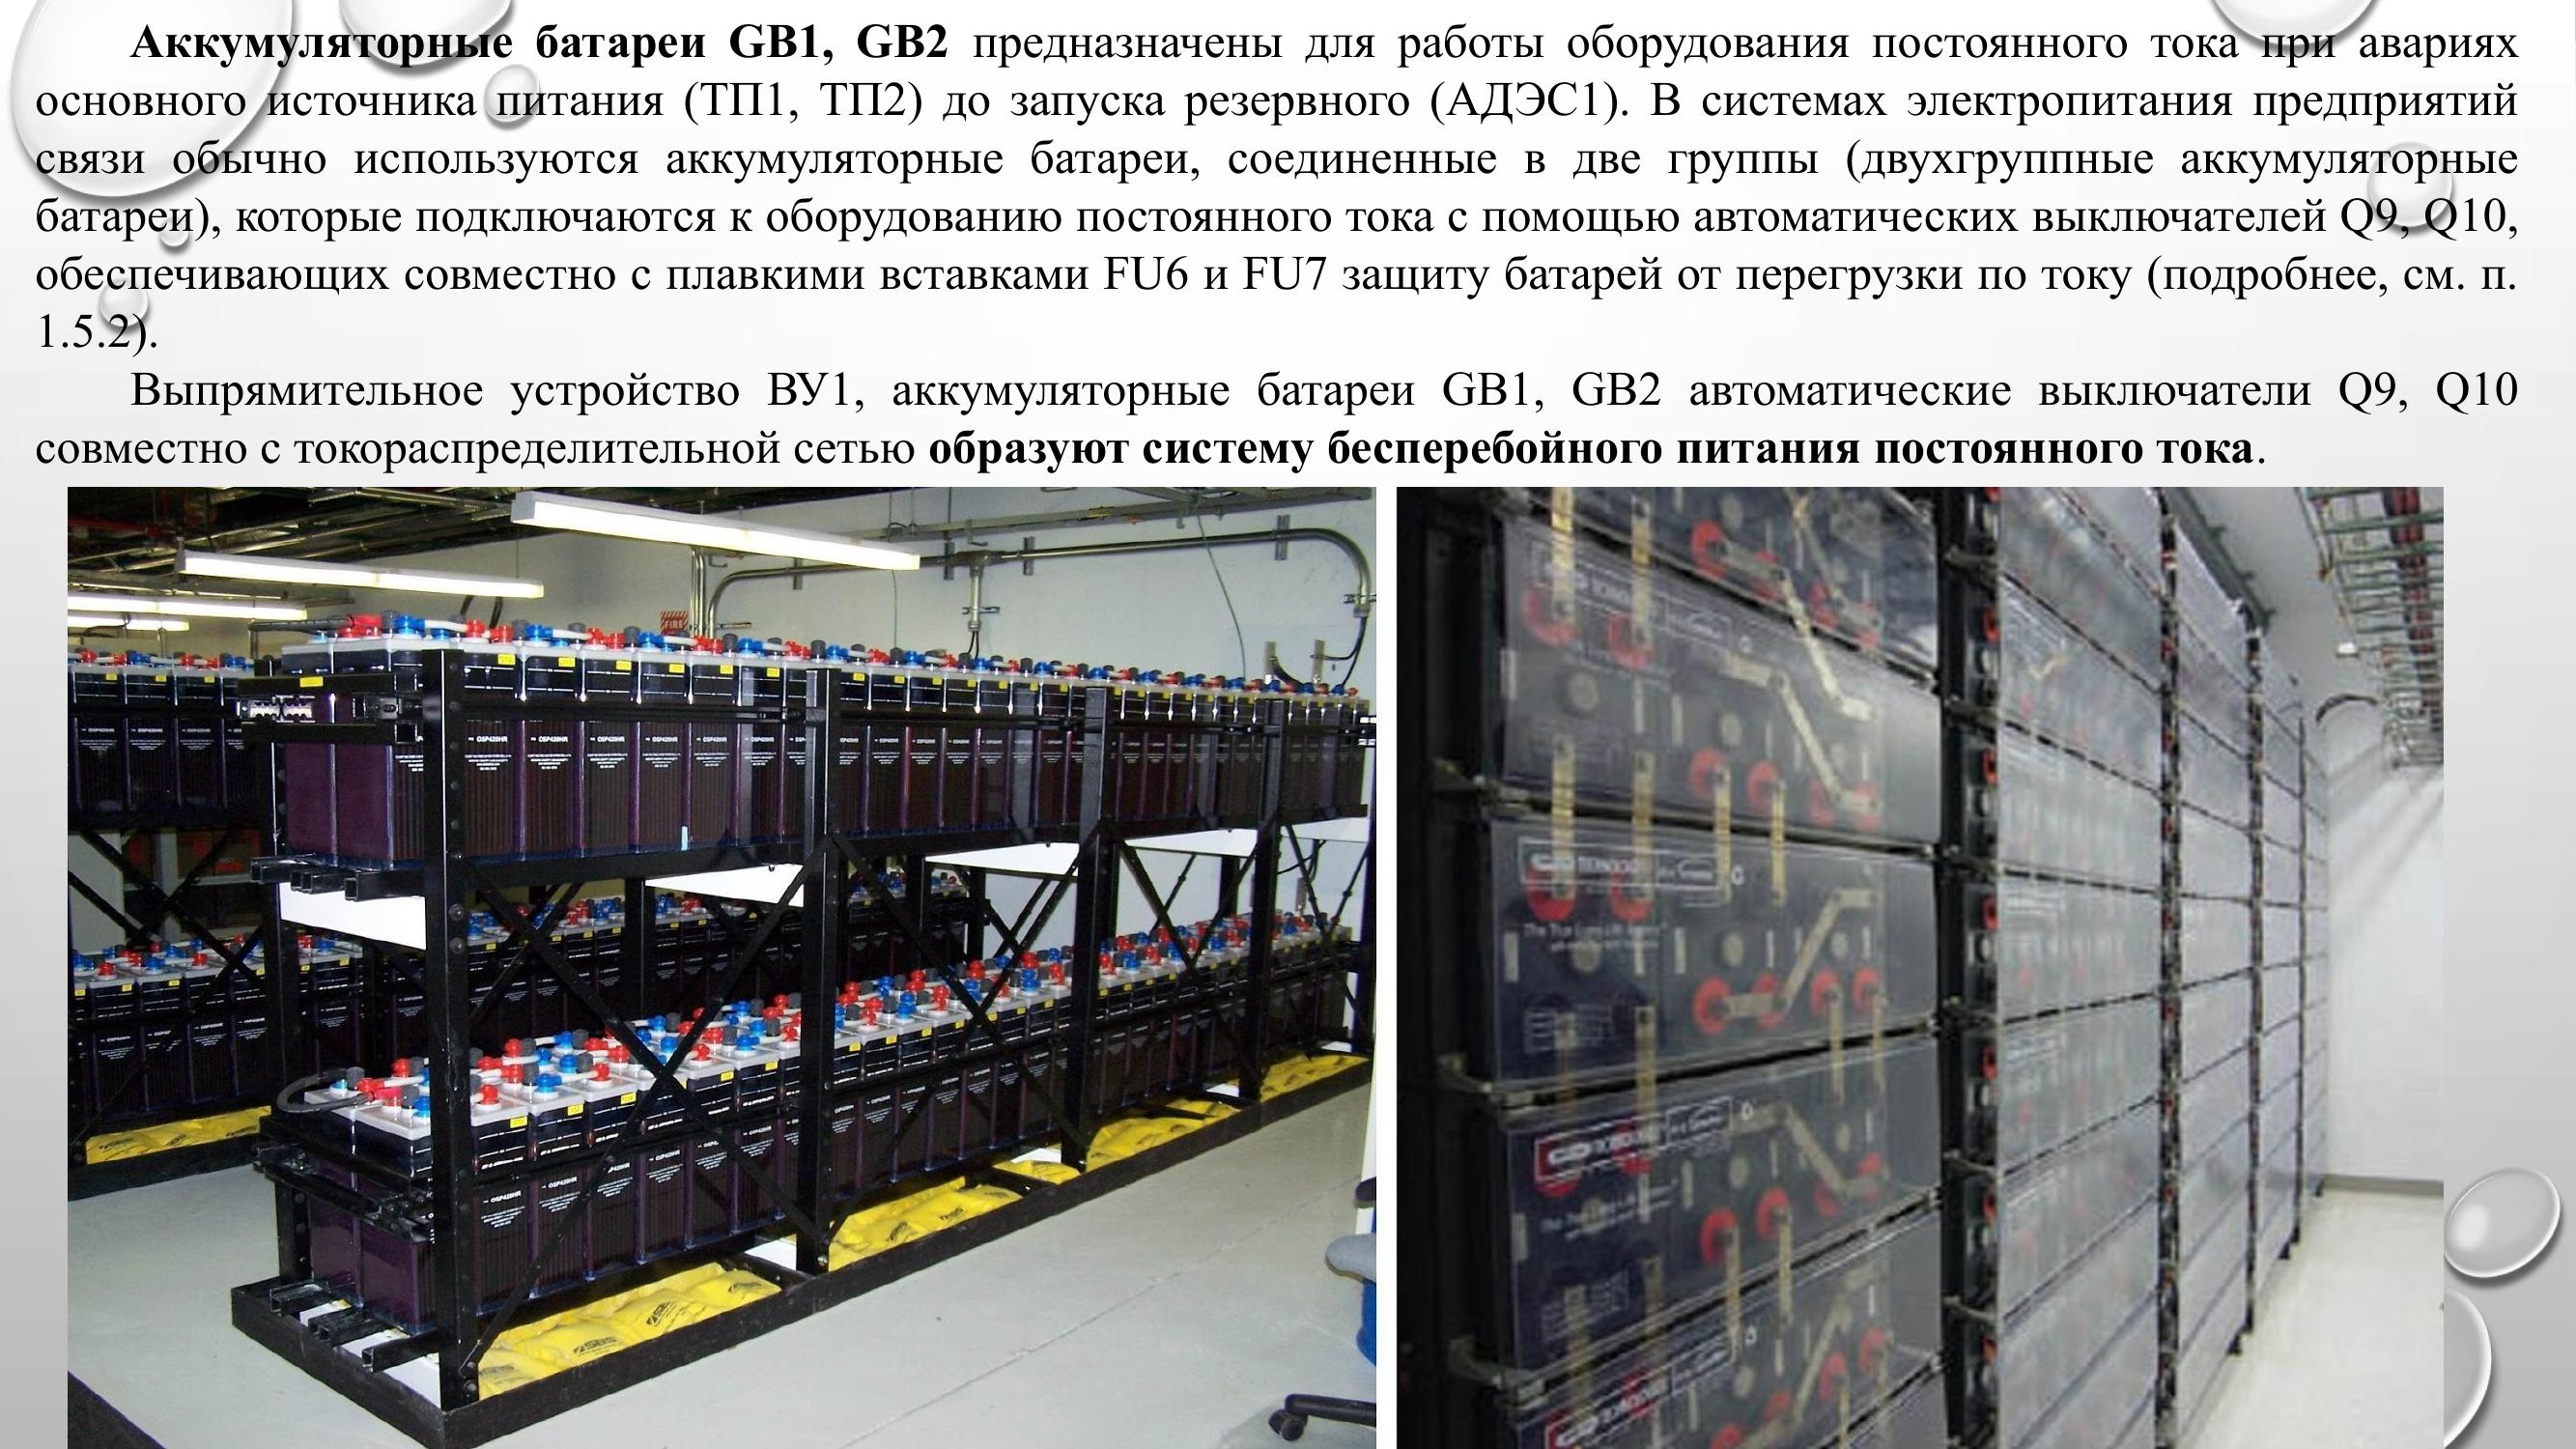 Аккумуляторные батареи GB1, GB2 предназначены для работы оборудования постоянного тока при авариях
основного источника питания (ТП1, ТП2) до запуска резервного (АДЭС1). В системах электропитания предприятий
связи обычно используются аккумуляторные батареи, соединенные в две группы (двухгруппные аккумуляторные
батареи), которые подключаются к оборудованию постоянного тока с помощью автоматических выключателей Q9, Q10,
обеспечивающих совместно с плавкими вставками FU6 и FU7 защиту батарей от перегрузки по току (подробнее, см. п.
1.5.2).
Выпрямительное устройство ВУ1, аккумуляторные батареи GB1, GB2 автоматические выключатели Q9, Q10
совместно с токораспределительной сетью образуют систему бесперебойного питания постоянного тока.
FIRE